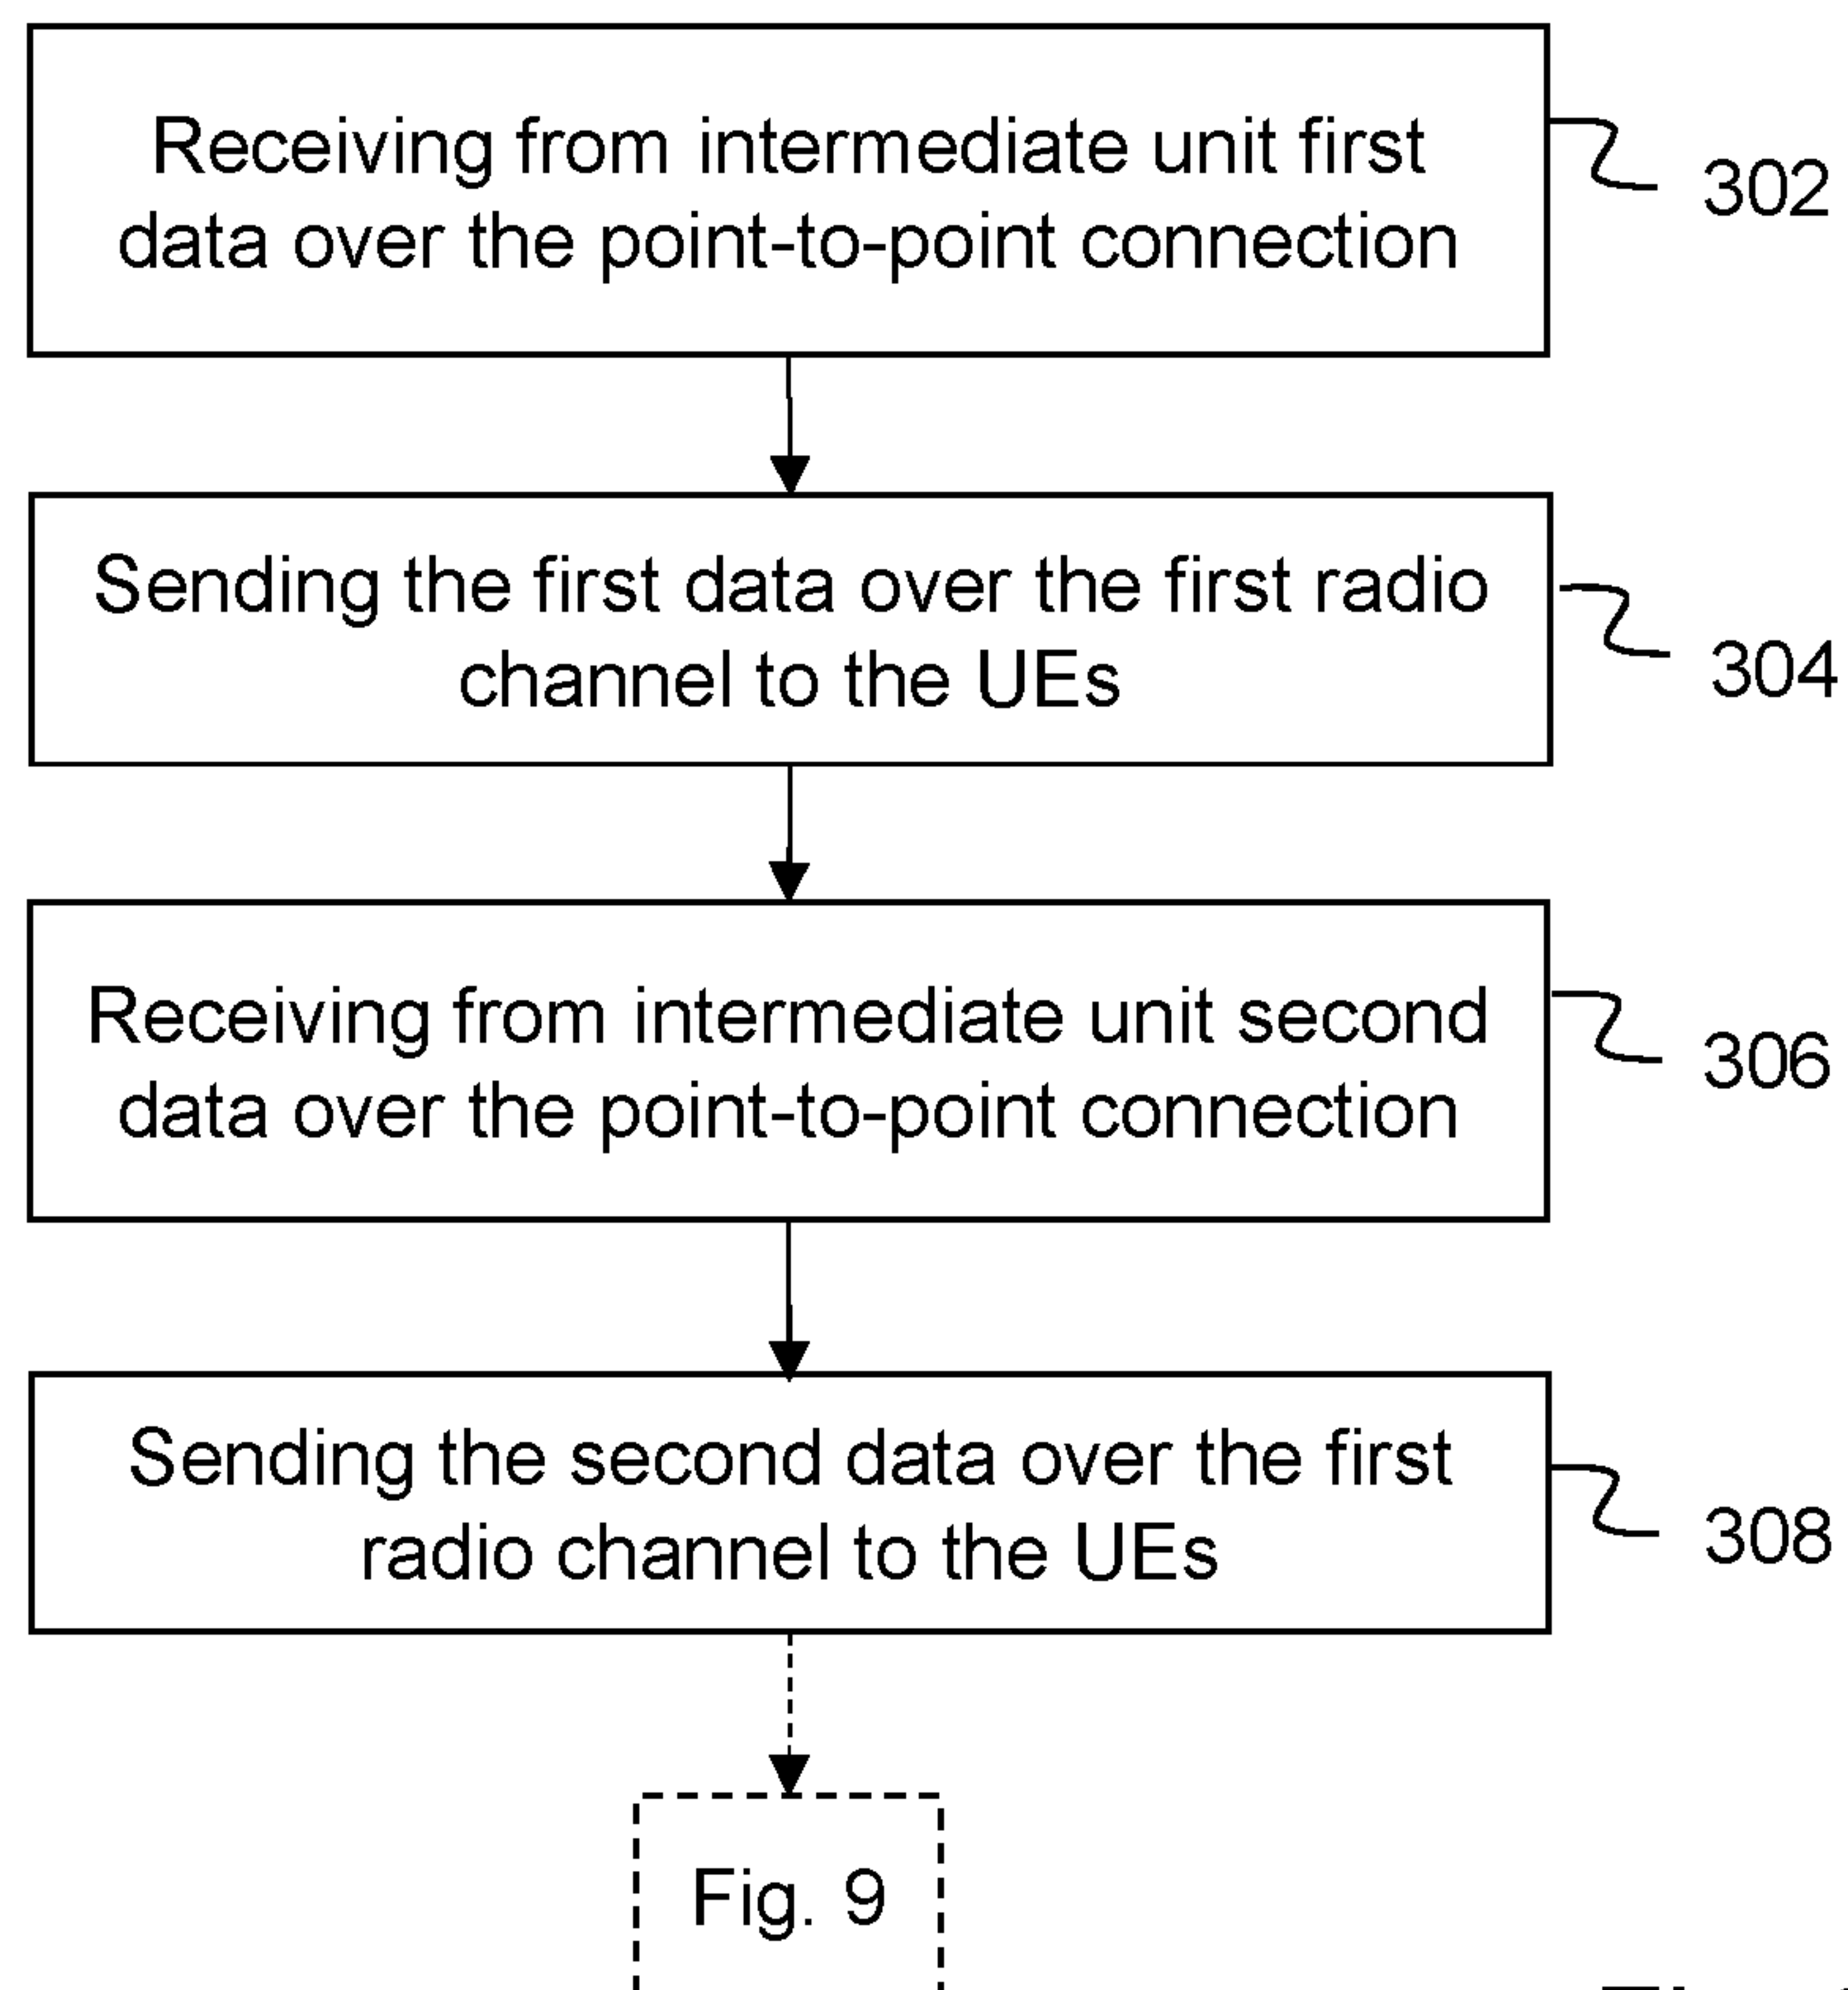 Receiving from intermediate unit first
data over the point-to-point connection
302
Sending the first data over the first radio
channel to the UEs
304
Receiving from intermediate unit second
data over the point-to-point connection
306
Sending the second data over the first
radio channel to the UEs
308
Fig. 9